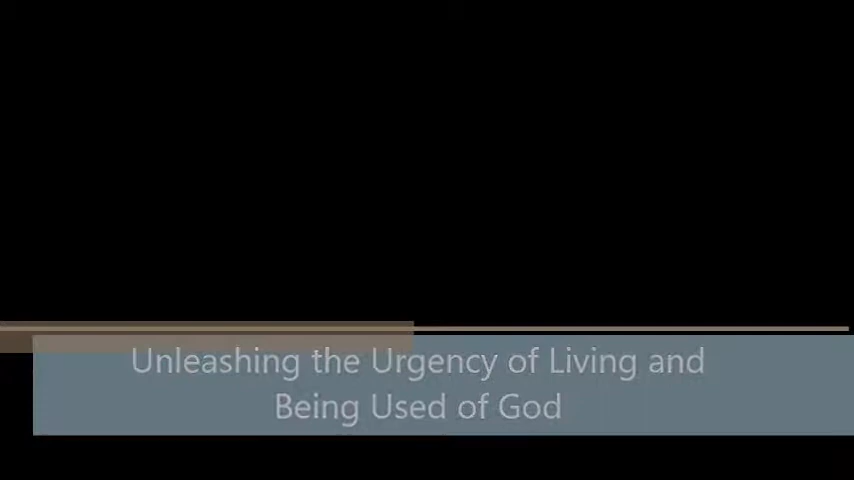 Unleashing the Urgency of Living and
Being Used of God